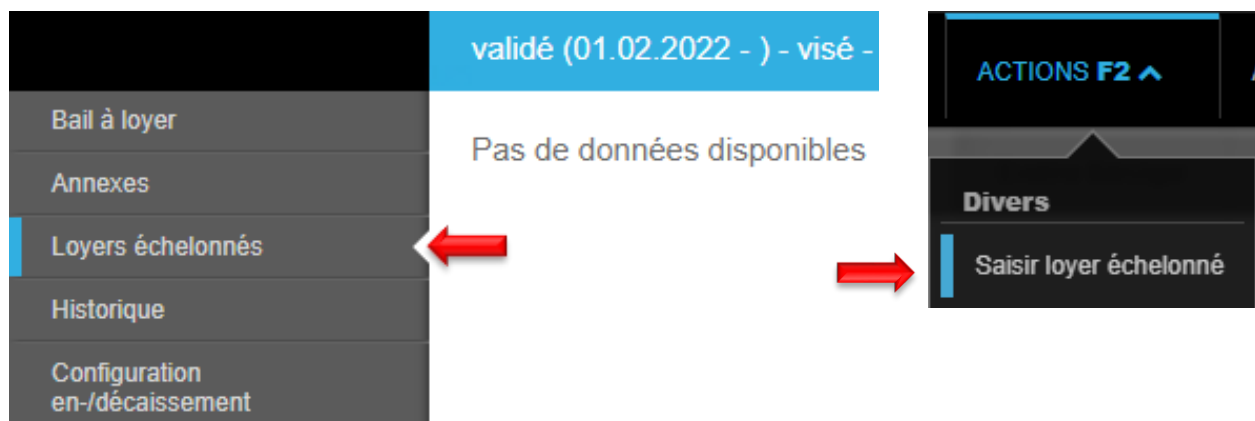 validé (01.02.2022 - ) - visé -
Bail à loyer
Annexes
Loyers échelonnés
Historique
Configuration
en-/décaissement
Pas de données disponibles
ACTIONS F2
Divers
Saisir loyer échelonné